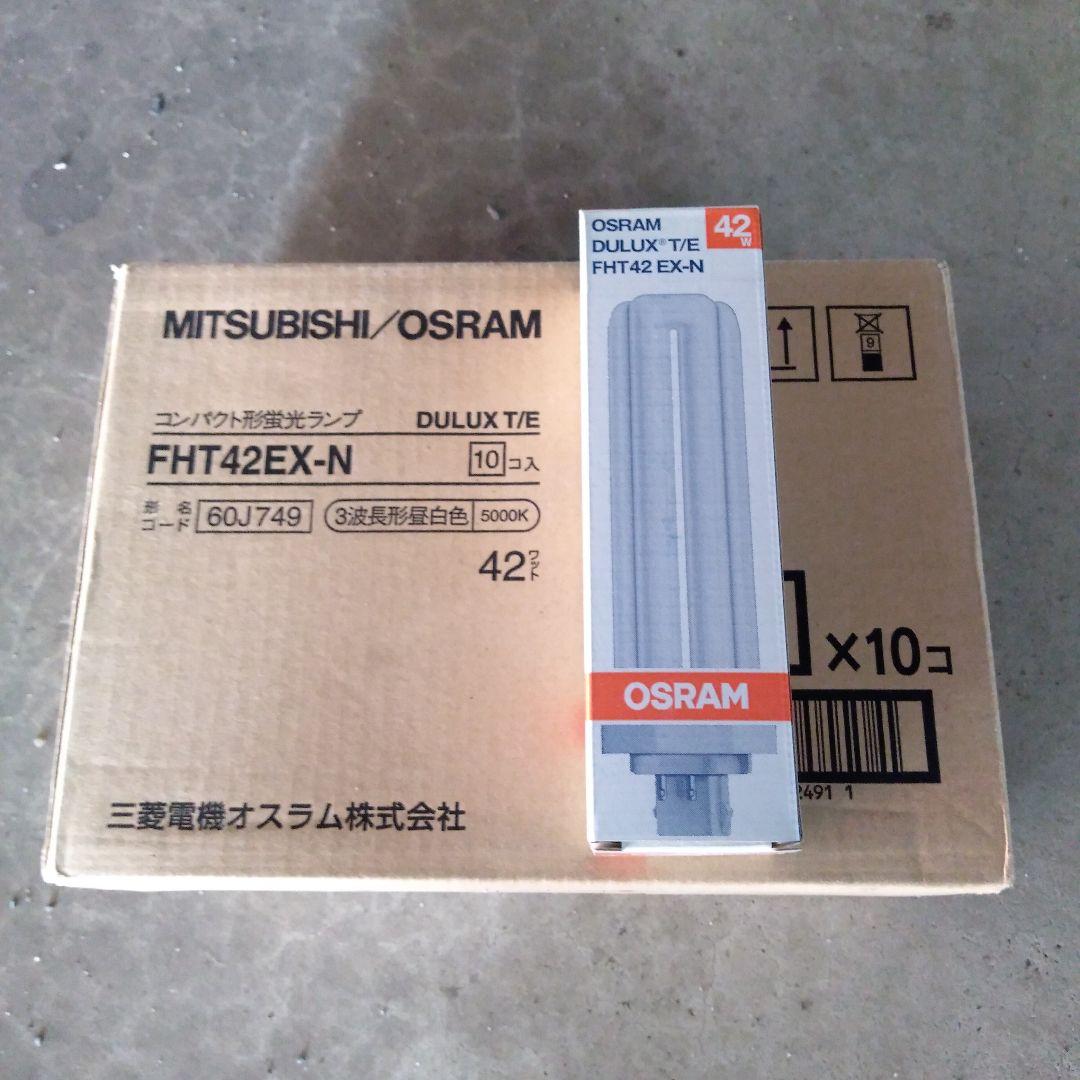 MITSUBISHI/OSRAM
コンパクト形蛍光ランプ DULUX T/E
FHT42EX-N 10コ入
形名コード 60J749 3波長形昼白色 5000K
42ワット
三菱電機オスラム株式会社
OSRAM
DULUX® T/E
FHT42 EX-N
42W
OSRAM
9
×10コ
2491 1